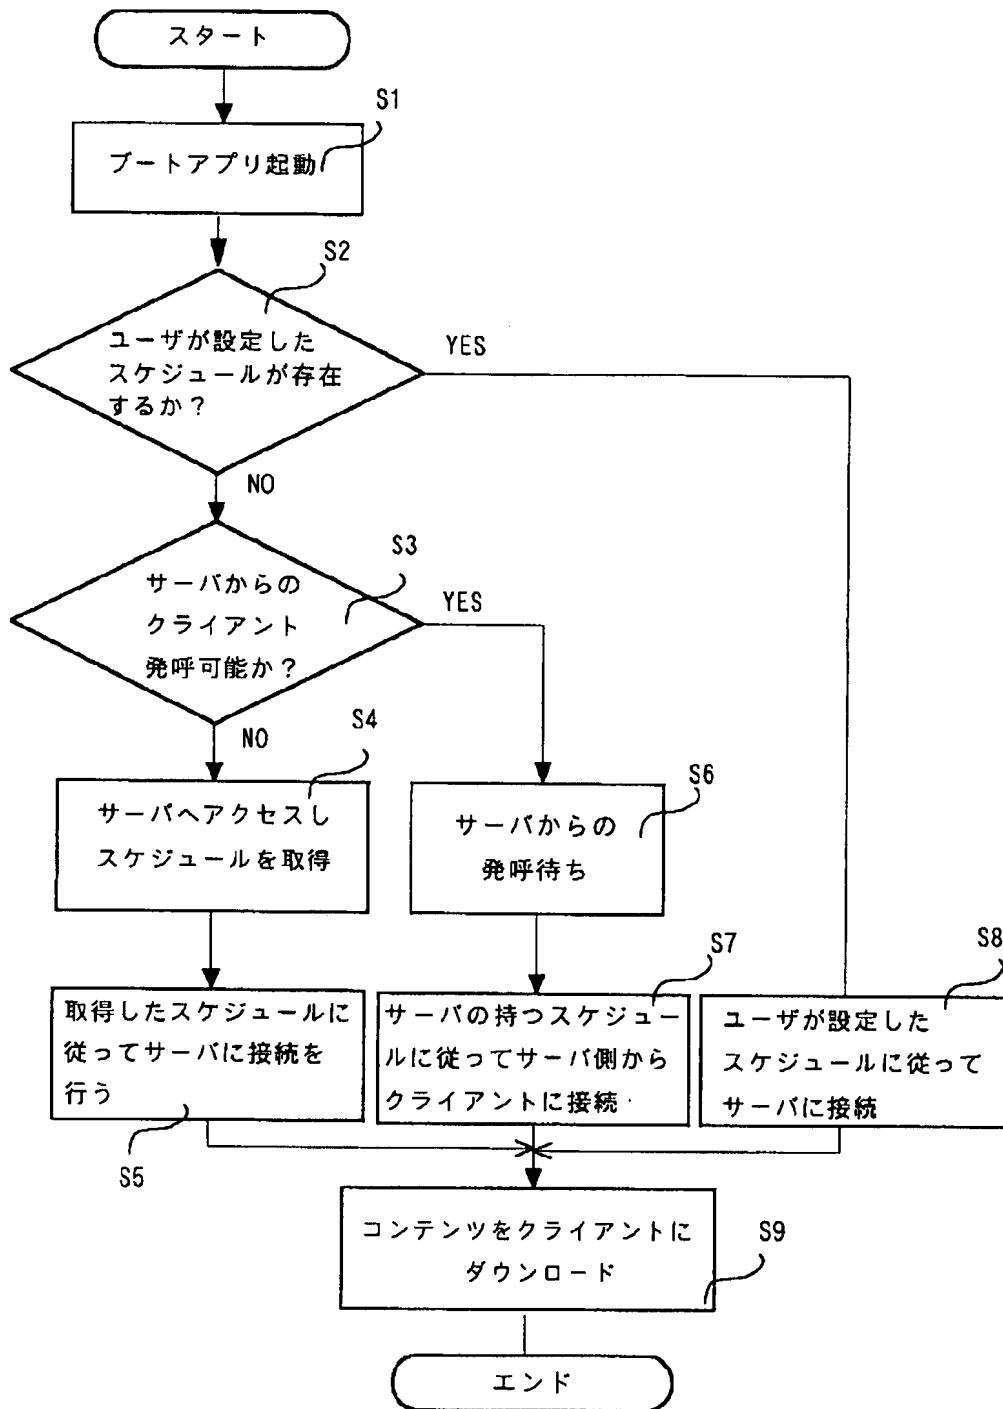 スタート
S1
ブートアプリ起動
S2
ユーザが設定した
スケジュールが存在
するか？
YES
NO
S3
サーバからの
クライアント
発呼可能か？
YES
NO
S4
サーバへアクセスし
スケジュールを取得
S6
サーバからの
発呼待ち
S5
取得したスケジュールに
従ってサーバに接続を
行う
S7
サーバの持つスケジュー
ルに従ってサーバ側から
クライアントに接続
S8
ユーザが設定した
スケジュールに従って
サーバに接続
S9
コンテンツをクライアントに
ダウンロード
エンド